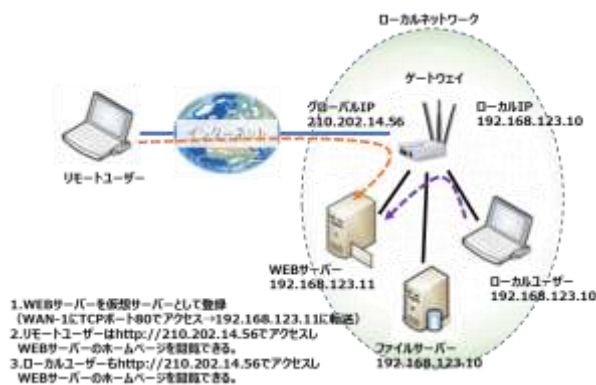 ローカルネットワーク
ゲートウェイ
グローバルIP
210.202.14.56
ローカルIP
192.168.123.10
インターネット
リモートユーザー
WEBサーバー
192.168.123.11
ローカルユーザー
192.168.123.10
ファイルサーバー
192.168.123.10
1.WEBサーバーを仮想サーバーとして登録
（WAN-1にTCPポート80でアクセス→192.168.123.11に転送）
2.リモートユーザーはhttp://210.202.14.56でアクセスし
WEBサーバーのホームページを閲覧できる。
3.ローカルユーザーもhttp://210.202.14.56でアクセスし
WEBサーバーのホームページを閲覧できる。